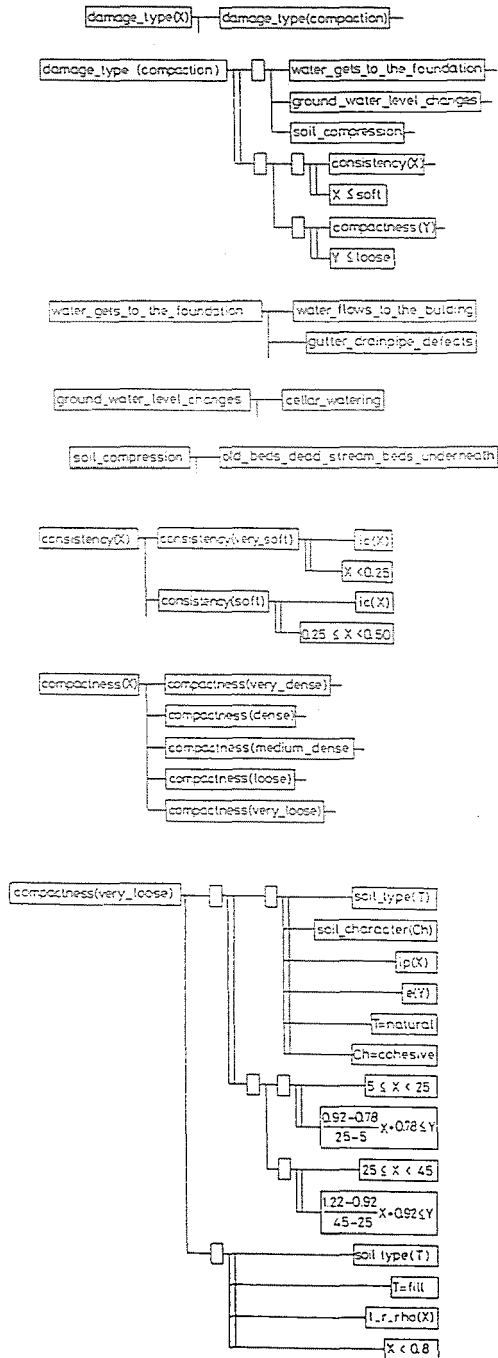 damage_type(X) damage_type(compaction)
damage_type (compaction) water_gets_to_the_foundation
ground_water_level_changes
soil_compression
consistency(X)
X ≤ soft
compactness(Y)
Y ≤ loose
water_gets_to_the_foundation water_flows_to_the_building
gutter_drainpipe_defects
ground_water_level_changes cellar_watering
soil_compression old_beds_dead_stream_beds_underneath
consistency(X) consistency(very_soft) ic(X)
X < 0.25
consistency(soft) ic(X)
0.25 ≤ X < 0.50
compactness(X) compactness(very_dense)
compactness(dense)
compactness(medium_dense
compactness(loose)
compactness(very_loose)
compactness(very_loose) soil_type(T)
soil_character(Ch)
ip(X)
e(Y)
T=natural
Ch=cohesive
5 ≤ X < 25
0.92-0.78
25-5
X+0.78 ≤ Y
25 ≤ X < 45
1.22-0.92
45-25
X+0.92 ≤ Y
soil_type(T)
T=fill
t_r_rho(X)
X < 0.8